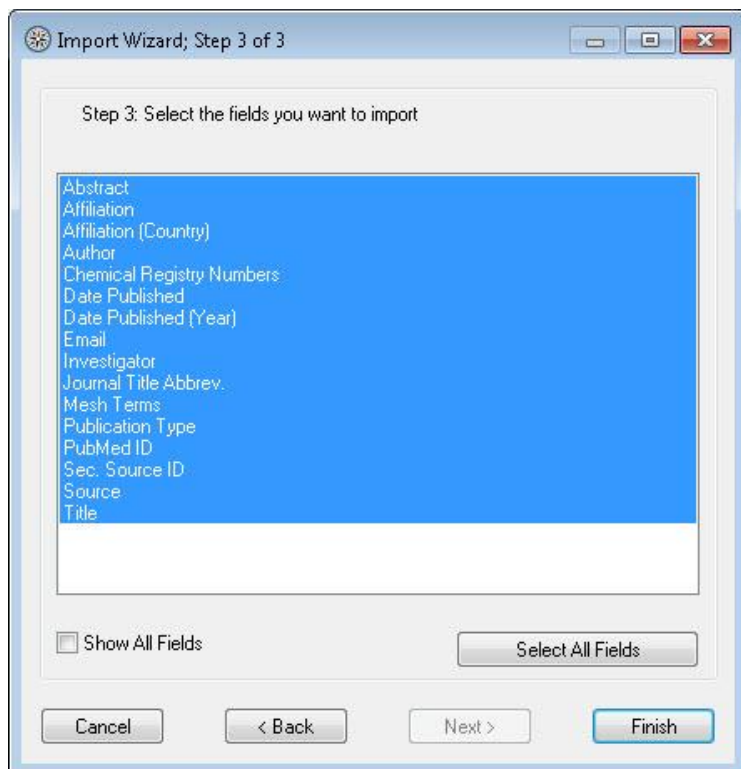 Import Wizard; Step 3 of 3
Step 3: Select the fields you want to import
Abstract
Affiliation
Affiliation (Country)
Author
Chemical Registry Numbers
Date Published
Date Published (Year)
Email
Investigator
Journal Title Abbrev.
Mesh Terms
Publication Type
PubMed ID
Sec. Source ID
Source
Title
Show All Fields
Select All Fields
Cancel
< Back
Next >
Finish